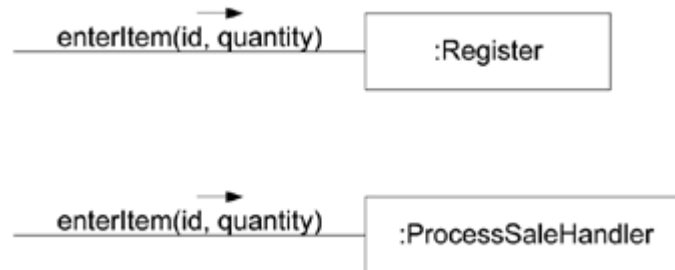 enterItem(id, quantity)
:Register
enterItem(id, quantity)
:ProcessSaleHandler